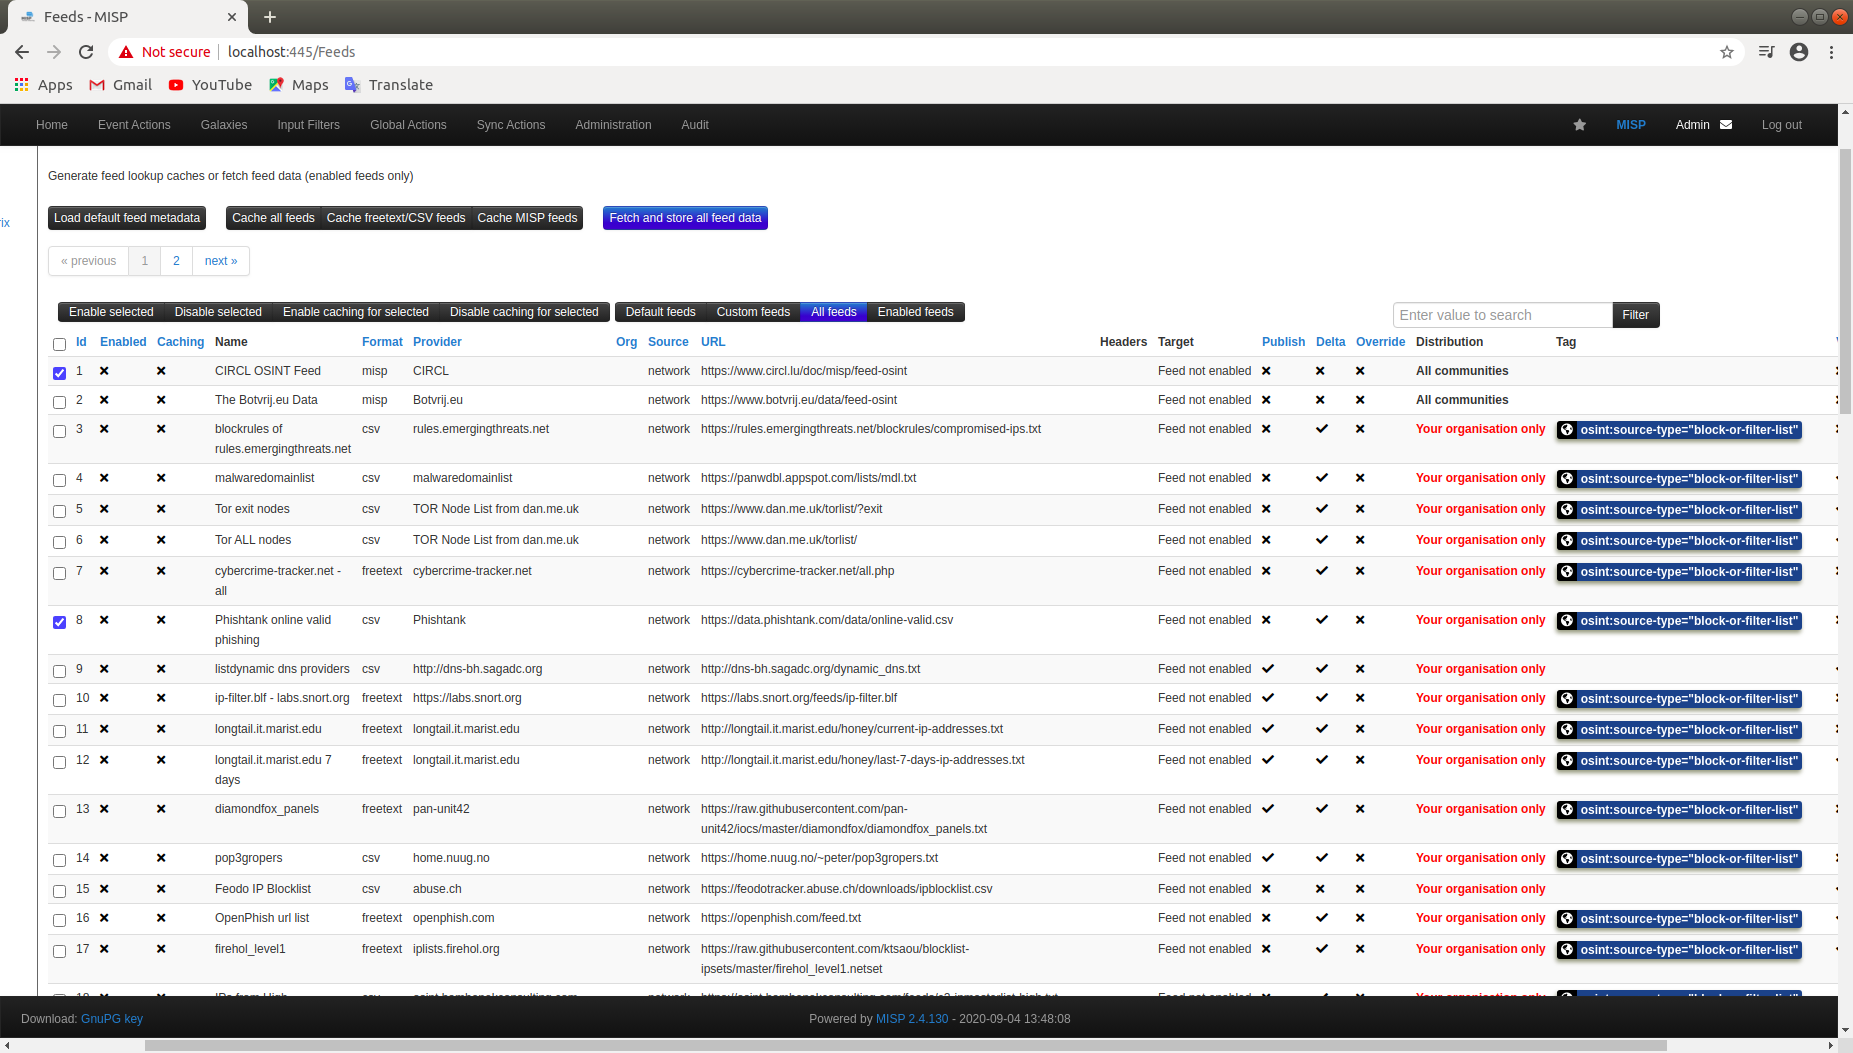 Feeds - MISP
Not secure
localhost:445/Feeds
Apps Gmail YouTube Maps Translate
Home Event Actions Galaxies Input Filters Global Actions Sync Actions Administration Audit MISP Admin Log out
Generate feed lookup caches or fetch feed data (enabled feeds only)
rix
Load default feed metadata Cache all feeds Cache freetext/CSV feeds Cache MISP feeds Fetch and store all feed data
« previous 1 2 next »
Enable selected Disable selected Enable caching for selected Disable caching for selected Default feeds Custom feeds All feeds Enabled feeds Enter value to search Filter
Id Enabled Caching Name Format Provider Org Source URL Headers Target Publish Delta Override Distribution Tag
1 CIRCL OSINT Feed misp CIRCL network https://www.circl.lu/doc/misp/feed-osint Feed not enabled All communities
2 The Botvrij.eu Data misp Botvrij.eu network https://www.botvrij.eu/data/feed-osint Feed not enabled All communities
3 blockrules of csv rules.emergingthreats.net network https://rules.emergingthreats.net/blockrules/compromised-ips.txt Feed not enabled Your organisation only osint:source-type="block-or-filter-list"
rules.emergingthreats.net
4 malwaredomainlist csv malwaredomainlist network https://panwdbl.appspot.com/lists/mdl.txt Feed not enabled Your organisation only osint:source-type="block-or-filter-list"
5 Tor exit nodes csv TOR Node List from dan.me.uk network https://www.dan.me.uk/torlist/?exit Feed not enabled Your organisation only osint:source-type="block-or-filter-list"
6 Tor ALL nodes csv TOR Node List from dan.me.uk network https://www.dan.me.uk/torlist/ Feed not enabled Your organisation only osint:source-type="block-or-filter-list"
7 cybercrime-tracker.net - freetext cybercrime-tracker.net network https://cybercrime-tracker.net/all.php Feed not enabled Your organisation only osint:source-type="block-or-filter-list"
all
8 Phishtank online valid csv Phishtank network https://data.phishtank.com/data/online-valid.csv Feed not enabled Your organisation only osint:source-type="block-or-filter-list"
phishing
9 listdynamic dns providers csv http://dns-bh.sagadc.org network http://dns-bh.sagadc.org/dynamic_dns.txt Feed not enabled Your organisation only
10 ip-filter.blf - labs.snort.org freetext https://labs.snort.org network https://labs.snort.org/feeds/ip-filter.blf Feed not enabled Your organisation only osint:source-type="block-or-filter-list"
11 longtail.it.marist.edu freetext longtail.it.marist.edu network http://longtail.it.marist.edu/honey/current-ip-addresses.txt Feed not enabled Your organisation only osint:source-type="block-or-filter-list"
12 longtail.it.marist.edu 7 freetext longtail.it.marist.edu network http://longtail.it.marist.edu/honey/last-7-days-ip-addresses.txt Feed not enabled Your organisation only osint:source-type="block-or-filter-list"
days
13 diamondfox_panels freetext pan-unit42 network https://raw.githubusercontent.com/pan- Feed not enabled Your organisation only osint:source-type="block-or-filter-list"
unit42/iocs/master/diamondfox/diamondfox_panels.txt
14 pop3gropers csv home.nuug.no network https://home.nuug.no/~peter/pop3gropers.txt Feed not enabled Your organisation only osint:source-type="block-or-filter-list"
15 Feodo IP Blocklist csv abuse.ch network https://feodotracker.abuse.ch/downloads/ipblocklist.csv Feed not enabled Your organisation only
16 OpenPhish url list freetext openphish.com network https://openphish.com/feed.txt Feed not enabled Your organisation only osint:source-type="block-or-filter-list"
17 firehol_level1 freetext iplists.firehol.org network https://raw.githubusercontent.com/ktsaou/blocklist- Feed not enabled Your organisation only osint:source-type="block-or-filter-list"
ipsets/master/firehol_level1.netset
Download: GnuPG key Powered by MISP 2.4.130 - 2020-09-04 13:48:08